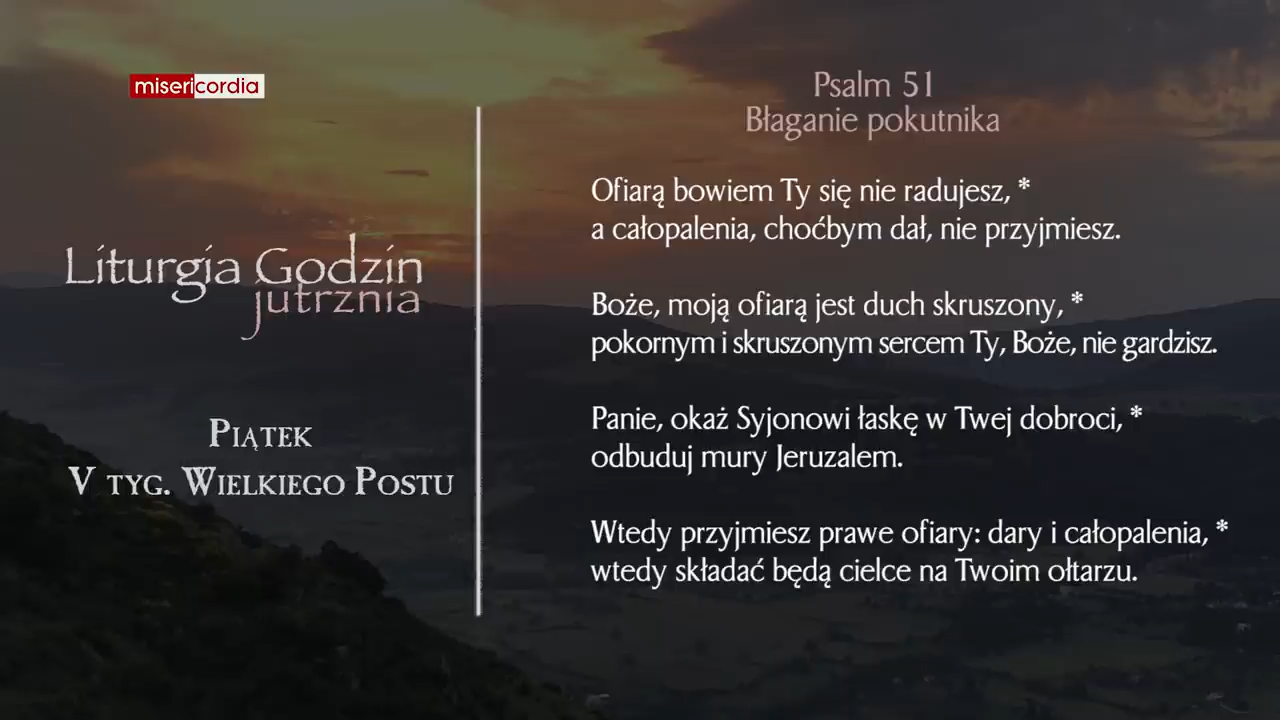 misericordia
Liturgia Godzin
jutrznia
Piątek
V tyg. Wielkiego Postu
Psalm 51
Błaganie pokutnika
Ofiarą bowiem Ty się nie radujesz, *
a całopalenia, choćbym dał, nie przyjmiesz.
Boże, moją ofiarą jest duch skruszony, *
pokornym i skruszonym sercem Ty, Boże, nie gardzisz.
Panie, okaż Syjonowi łaskę w Twej dobroci, *
odbuduj mury Jeruzalem.
Wtedy przyjmiesz prawe ofiary: dary i całopalenia, *
wtedy składać będą cielce na Twoim ołtarzu.